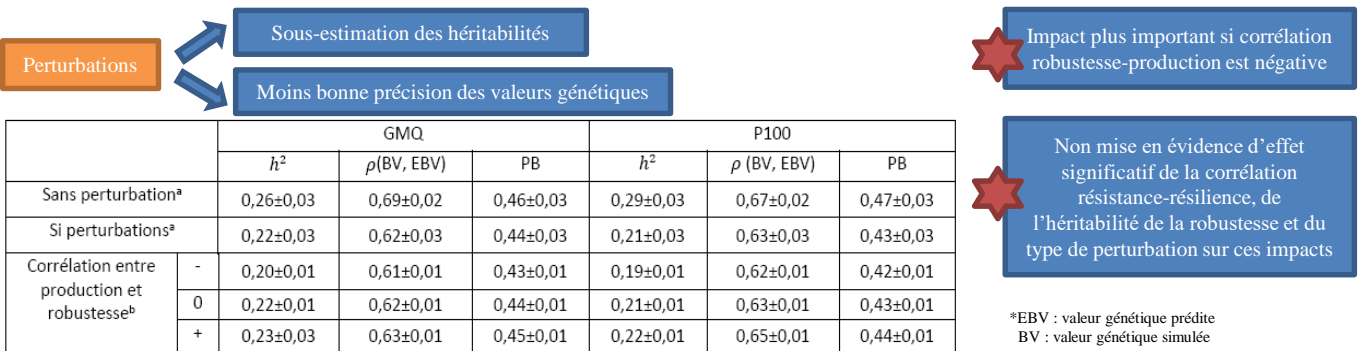 Sous-estimation des héritabilités
Perturbations
Moins bonne précision des valeurs génétiques
Impact plus important si corrélation
robustesse-production est négative
GMQ P100
h² ρ(BV, EBV) PB h² ρ (BV, EBV) PB
Sans perturbationᵃ 0,26±0,03 0,69±0,02 0,46±0,03 0,29±0,03 0,67±0,02 0,47±0,03
Si perturbationsᵃ 0,22±0,03 0,62±0,03 0,44±0,03 0,21±0,03 0,63±0,03 0,43±0,03
Corrélation entre
production et
robustesseᵇ
- 0,20±0,01 0,61±0,01 0,43±0,01 0,19±0,01 0,62±0,01 0,42±0,01
0 0,22±0,01 0,62±0,01 0,44±0,01 0,21±0,01 0,63±0,01 0,43±0,01
+ 0,23±0,03 0,63±0,01 0,45±0,01 0,22±0,01 0,65±0,01 0,44±0,01
Non mise en évidence d’effet
significatif de la corrélation
résistance-résilience, de
l’héritabilité de la robustesse et du
type de perturbation sur ces impacts
*EBV : valeur génétique prédite
BV : valeur génétique simulée